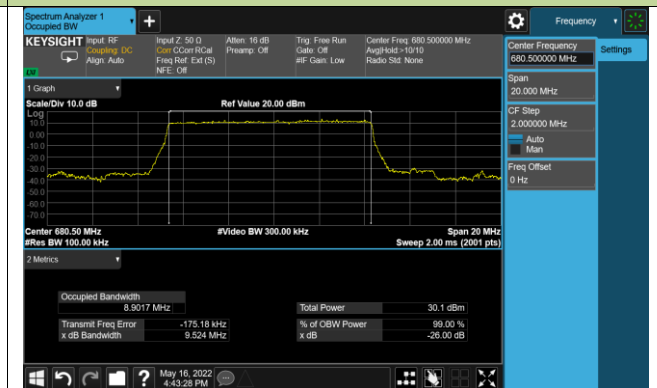 Spectrum Analyzer 1
Occupied BW
Frequency
KEYSIGHT
Input: RF
Coupling: DC
Align: Auto
Input Z: 50 Ω
Corr CCorr RCal
Freq Ref: Ext (S)
NFE: Off
Atten: 16 dB
Preamp: Off
Trig: Free Run
Gate: Off
#IF Gain: Low
Center Freq: 680.500000 MHz
Avg|Hold:>10/10
Radio Std: None
Center Frequency
680.500000 MHz
Settings
Span
20.000 MHz
CF Step
2.000000 MHz
Auto
Man
Freq Offset
0 Hz
1 Graph
Scale/Div 10.0 dB
Ref Value 20.00 dBm
Log
10.0
0.00
-10.0
-20.0
-30.0
-40.0
-50.0
-60.0
-70.0
Center 680.50 MHz
#Video BW 300.00 kHz
Span 20 MHz
#Res BW 100.00 kHz
Sweep 2.00 ms (2001 pts)
2 Metrics
Occupied Bandwidth
8.9017 MHz
Total Power 30.1 dBm
Transmit Freq Error -175.18 kHz
% of OBW Power 99.00 %
x dB Bandwidth 9.524 MHz
x dB -26.00 dB
May 16, 2022
4:43:28 PM